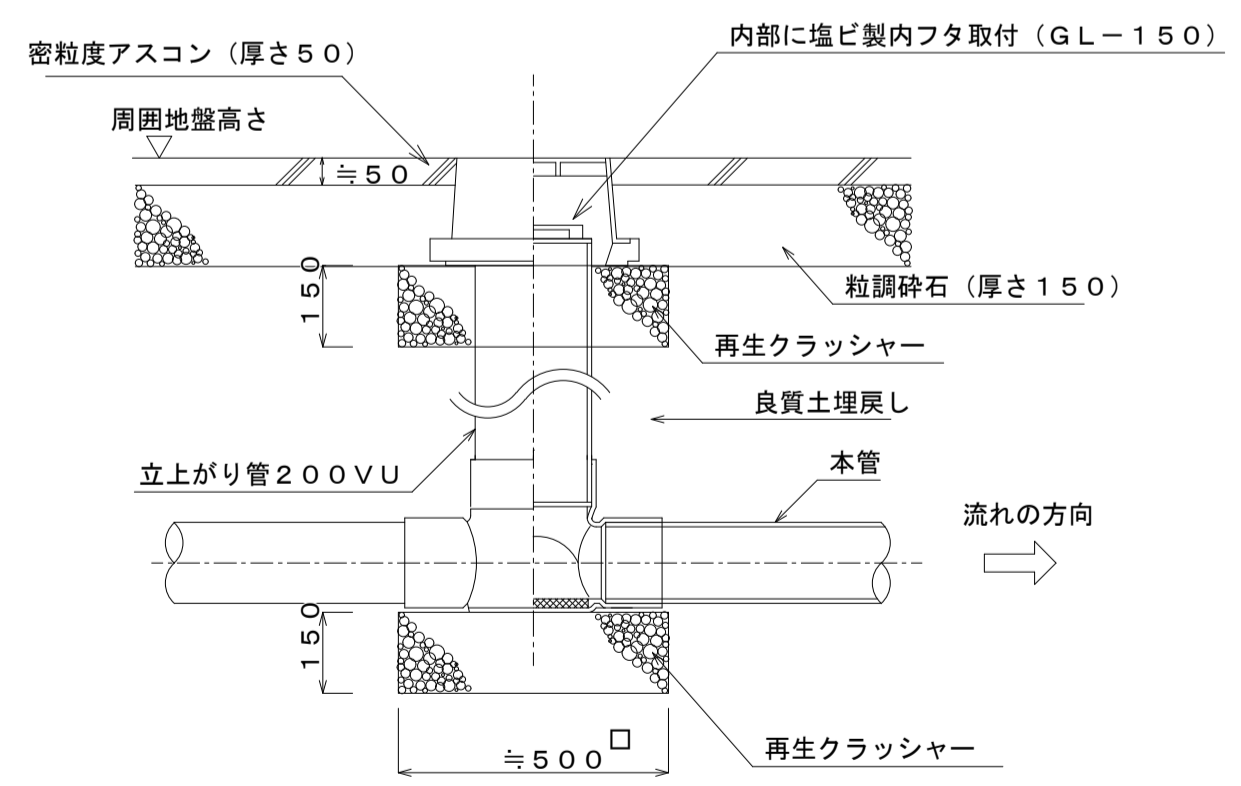 内部に塩ビ製内フタ取付（ＧＬ－１５０）
密粒度アスコン（厚さ５０）
周囲地盤高さ
≒５０
１５０
粒調砕石（厚さ１５０）
再生クラッシャー
良質土埋戻し
本管
立上がり管２００ＶＵ
流れの方向
１５０
≒５００□
再生クラッシャー